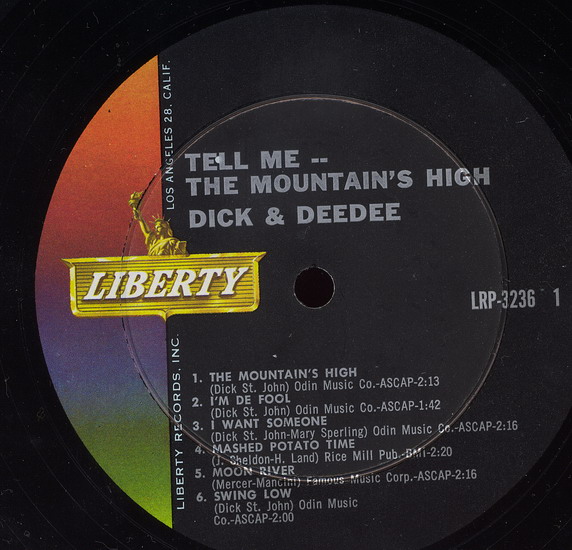 LOS ANGELES 28, CALIF.
TELL ME --
THE MOUNTAIN'S HIGH
DICK & DEEDEE
LIBERTY
LRP-3236 1
LIBERTY RECORDS, INC.
1. THE MOUNTAIN'S HIGH
(Dick St. John) Odin Music Co.-ASCAP-2:13
2. I'M DE FOOL
(Dick St. John) Odin Music Co.-ASCAP-1:42
3. I WANT SOMEONE
(Dick St. John-Mary Sperling) Odin Music Co.-ASCAP-2:16
4. MASHED POTATO TIME
(J. Sheldon-H. Land) Rice Mill Pub.-BMI-2:20
5. MOON RIVER
(Mercer-Mancini) Famous Music Corp.-ASCAP-2:16
6. SWING LOW
(Dick St. John) Odin Music
Co.-ASCAP-2:00